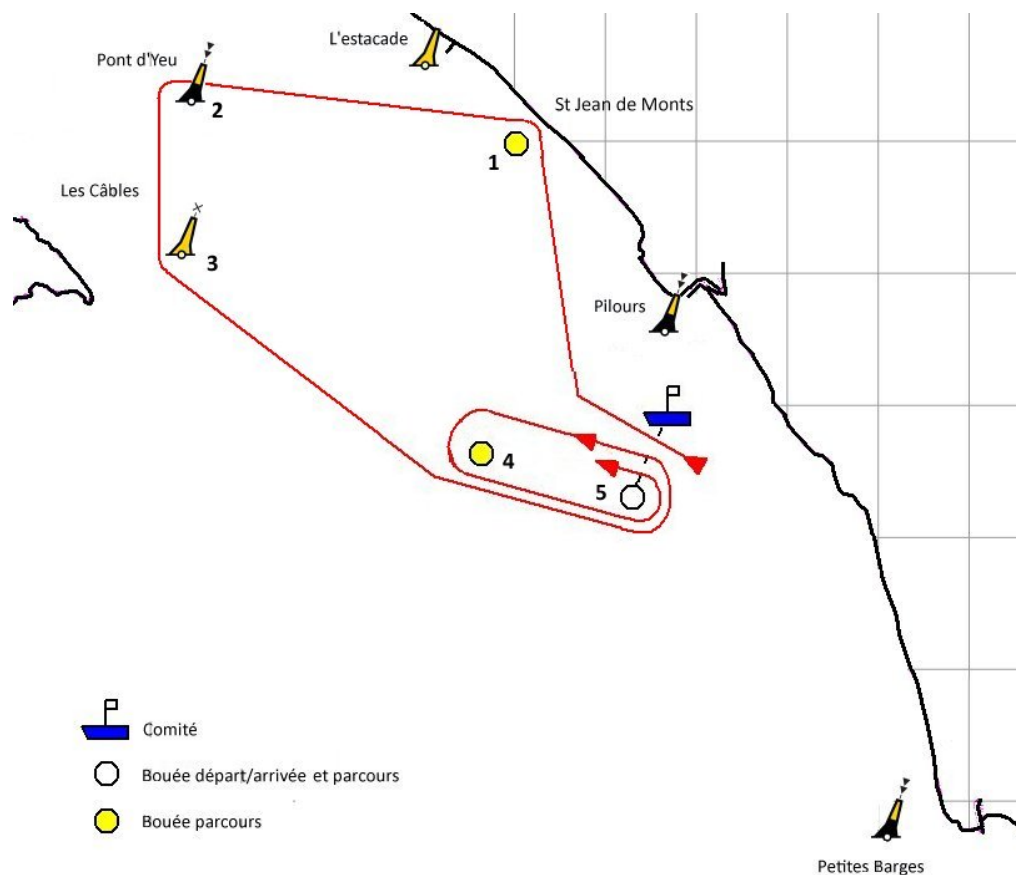 L'estacade
Pont d'Yeu
2
St Jean de Monts
1
Les Câbles
3
Pilours
4
5
Comité
Bouée départ/arrivée et parcours
Bouée parcours
Petites Barges